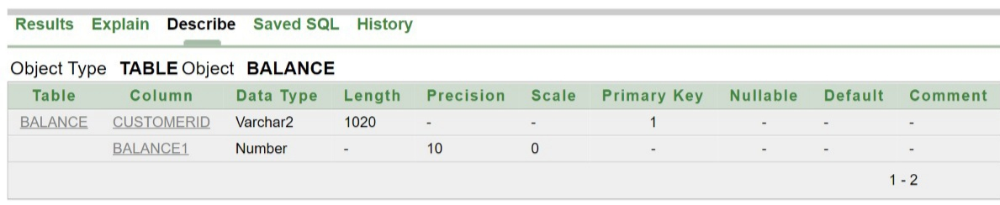 Results Explain Describe Saved SQL History
Object Type TABLE Object BALANCE
Table Column Data Type Length Precision Scale Primary Key Nullable Default Comment
BALANCE CUSTOMERID Varchar2 1020 - - 1 - - -
BALANCE1 Number - 10 0 - - - -
1 - 2